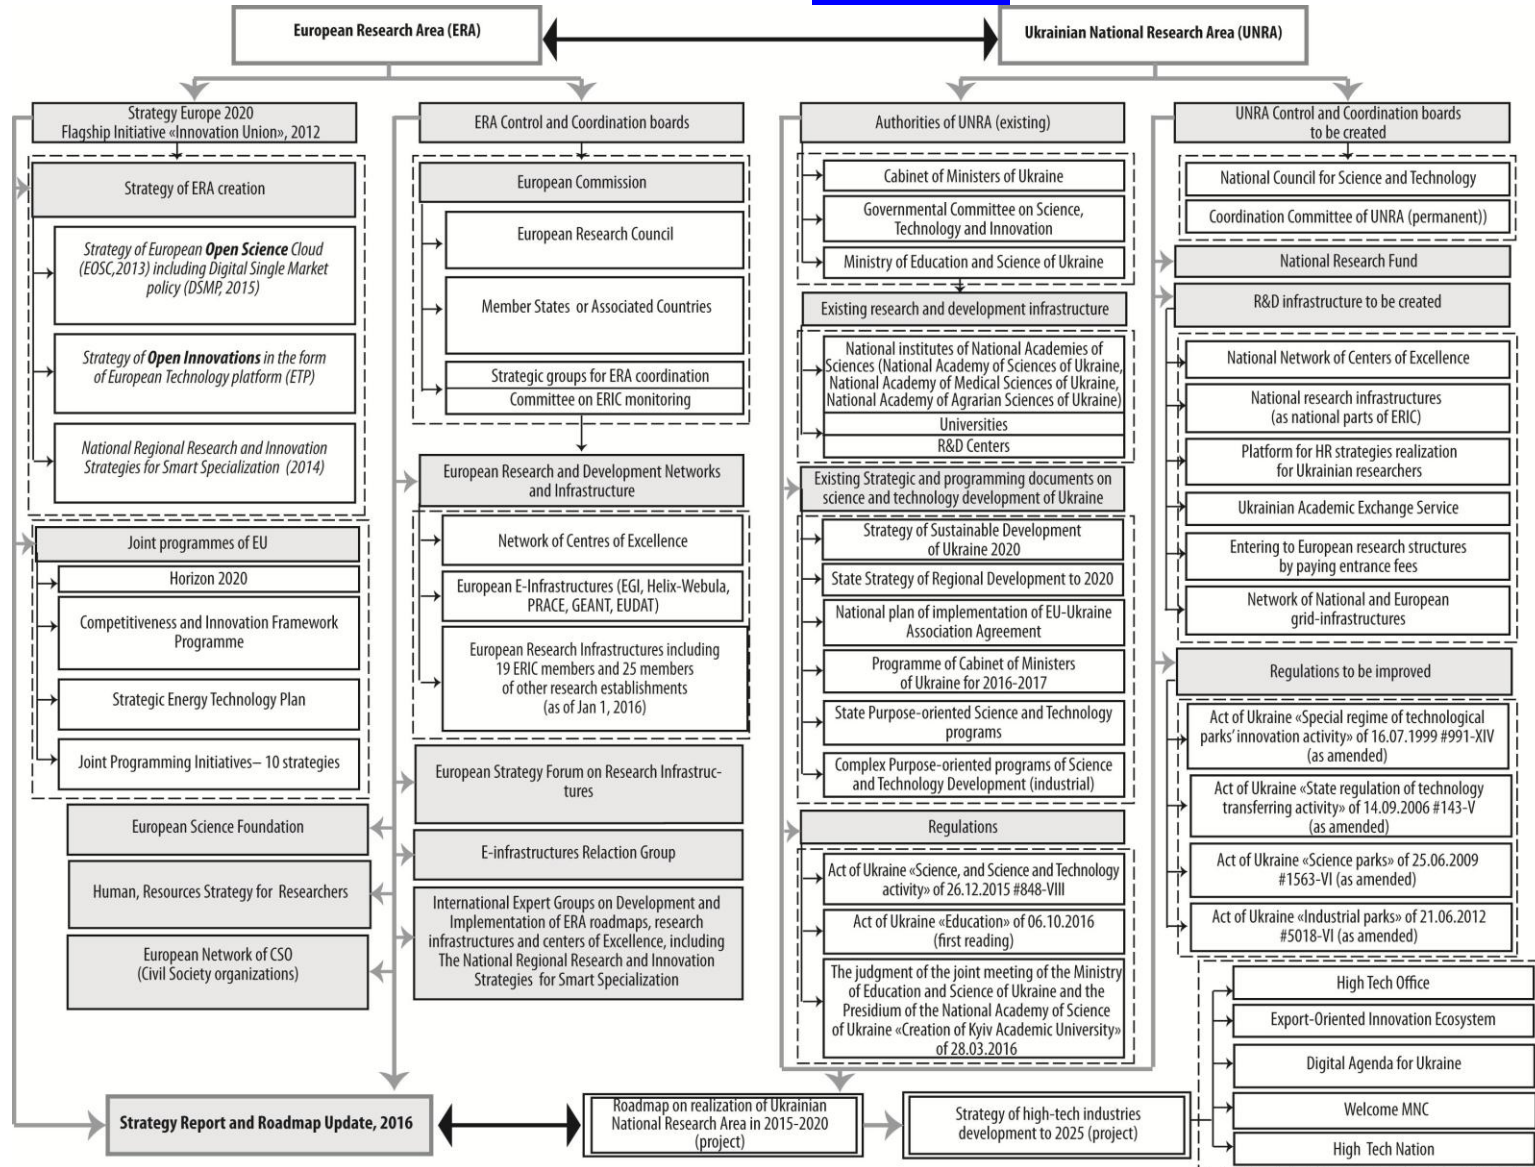 European Research Area (ERA)
Ukrainian National Research Area (UNRA)
Strategy Europe 2020
Flagship Initiative «Innovation Union», 2012
Strategy of ERA creation
Strategy of European Open Science Cloud
(EOSC,2013) including Digital Single Market
policy (DSMP, 2015)
Strategy of Open Innovations in the form
of European Technology platform (ETP)
National Regional Research and Innovation
Strategies for Smart Specialization (2014)
Joint programmes of EU
Horizon 2020
Competitiveness and Innovation Framework
Programme
Strategic Energy Technology Plan
Joint Programming Initiatives– 10 strategies
European Science Foundation
Human, Resources Strategy for Researchers
European Network of CSO
(Civil Society organizations)
ERA Control and Coordination boards
European Commission
European Research Council
Member States or Associated Countries
Strategic groups for ERA coordination
Committee on ERIC monitoring
European Research and Development Networks
and Infrastructure
Network of Centres of Excellence
European E-Infrastructures (EGI, Helix-Webula,
PRACE, GEANT, EUDAT)
European Research Infrastructures including
19 ERIC members and 25 members
of other research establishments
(as of Jan 1, 2016)
European Strategy Forum on Research Infrastruc-
tures
E-infrastructures Relaction Group
International Expert Groups on Development and
Implementation of ERA roadmaps, research
infrastructures and centers of Excellence, including
The National Regional Research and Innovation
Strategies for Smart Specialization
Authorities of UNRA (existing)
Cabinet of Ministers of Ukraine
Governmental Committee on Science,
Technology and Innovation
Ministry of Education and Science of Ukraine
Existing research and development infrastructure
National institutes of National Academies of
Sciences (National Academy of Sciences of Ukraine,
National Academy of Medical Sciences of Ukraine,
National Academy of Agrarian Sciences of Ukraine)
Universities
R&D Centers
Existing Strategic and programming documents on
science and technology development of Ukraine
Strategy of Sustainable Development
of Ukraine 2020
State Strategy of Regional Development to 2020
National plan of implementation of EU-Ukraine
Association Agreement
Programme of Cabinet of Ministers
of Ukraine for 2016-2017
State Purpose-oriented Science and Technology
programs
Complex Purpose-oriented programs of Science
and Technology Development (industrial)
Regulations
Act of Ukraine «Science, and Science and Technology
activity» of 26.12.2015 #848-VIII
Act of Ukraine «Education» of 06.10.2016
(first reading)
The judgment of the joint meeting of the Ministry
of Education and Science of Ukraine and the
Presidium of the National Academy of Science
of Ukraine «Creation of Kyiv Academic University»
of 28.03.2016
UNRA Control and Coordination boards
to be created
National Council for Science and Technology
Coordination Committee of UNRA (permanent))
National Research Fund
R&D infrastructure to be created
National Network of Centers of Excellence
National research infrastructures
(as national parts of ERIC)
Platform for HR strategies realization
for Ukrainian researchers
Ukrainian Academic Exchange Service
Entering to European research structures
by paying entrance fees
Network of National and European
grid-infrastructures
Regulations to be improved
Act of Ukraine «Special regime of technological
parks' innovation activity» of 16.07.1999 #991-XIV
(as amended)
Act of Ukraine «State regulation of technology
transferring activity» of 14.09.2006 #143-V
(as amended)
Act of Ukraine «Science parks» of 25.06.2009
#1563-VI (as amended)
Act of Ukraine «Industrial parks» of 21.06.2012
#5018-VI (as amended)
High Tech Office
Export-Oriented Innovation Ecosystem
Digital Agenda for Ukraine
Welcome MNC
High Tech Nation
Strategy Report and Roadmap Update, 2016
Roadmap on realization of Ukrainian
National Research Area in 2015-2020
(project)
Strategy of high-tech industries
development to 2025 (project)